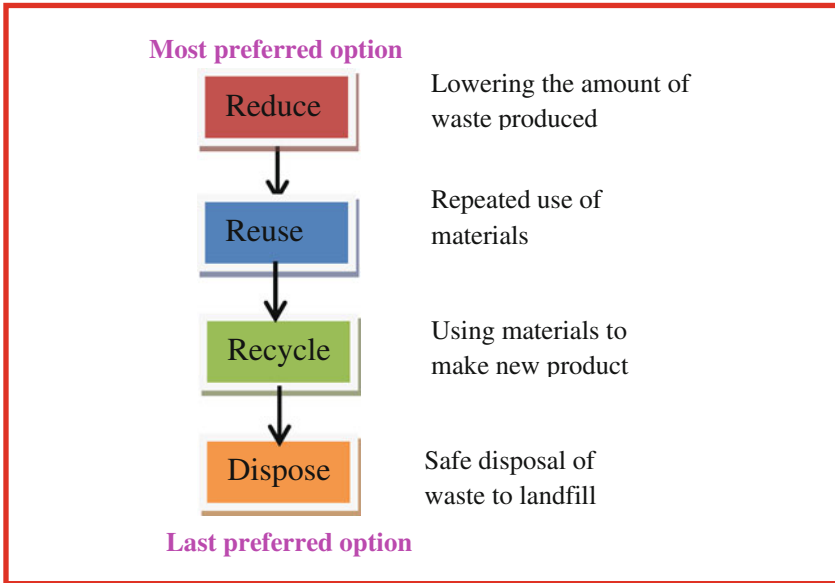 Most preferred option
Reduce
Lowering the amount of
waste produced
Reuse
Repeated use of
materials
Recycle
Using materials to
make new product
Dispose
Safe disposal of
waste to landfill
Last preferred option